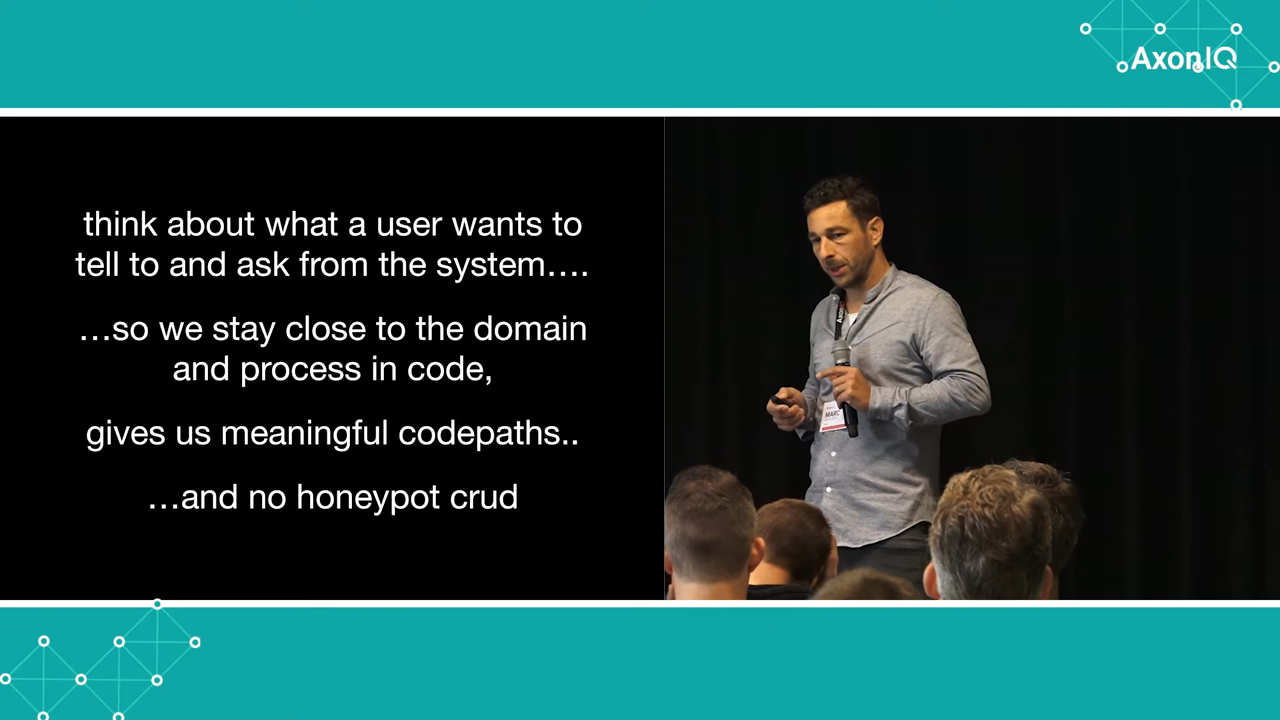 AxonIQ
think about what a user wants to
tell to and ask from the system....
...so we stay close to the domain
and process in code,
gives us meaningful codepaths..
...and no honeypot crud
MARC